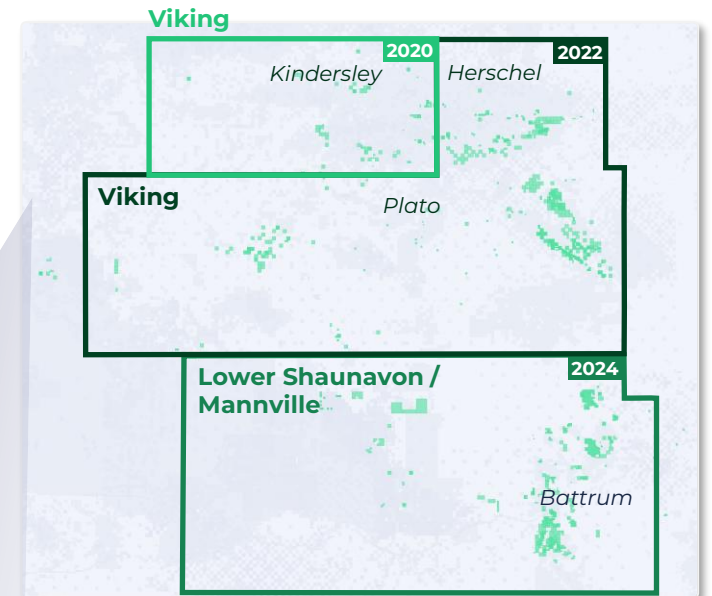 Viking
2020
2022
Kindersley
Herschel
Viking
Plato
Lower Shaunavon /
Mannville
2024
Battrum